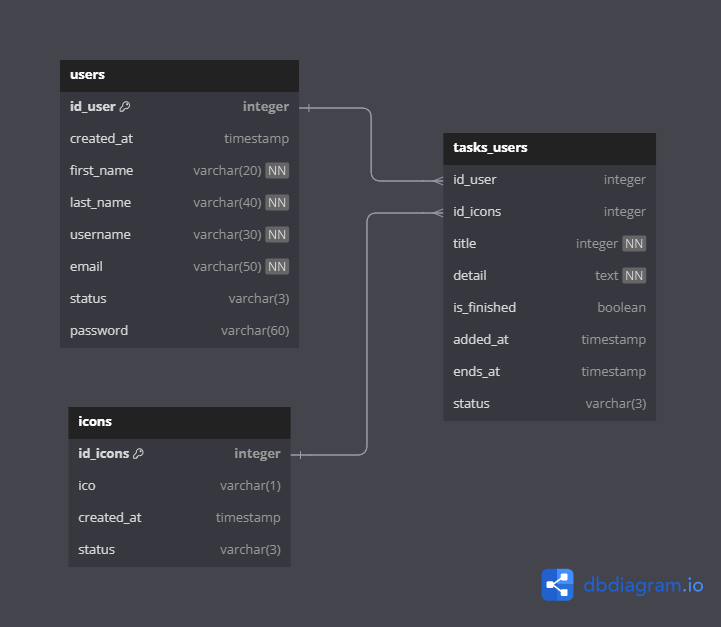 users
id_user integer
created_at timestamp
first_name varchar(20) NN
last_name varchar(40) NN
username varchar(30) NN
email varchar(50) NN
status varchar(3)
password varchar(60)
tasks_users
id_user integer
id_icons integer
title integer NN
detail text NN
is_finished boolean
added_at timestamp
ends_at timestamp
status varchar(3)
icons
id_icons integer
ico varchar(1)
created_at timestamp
status varchar(3)
dbdiagram.io